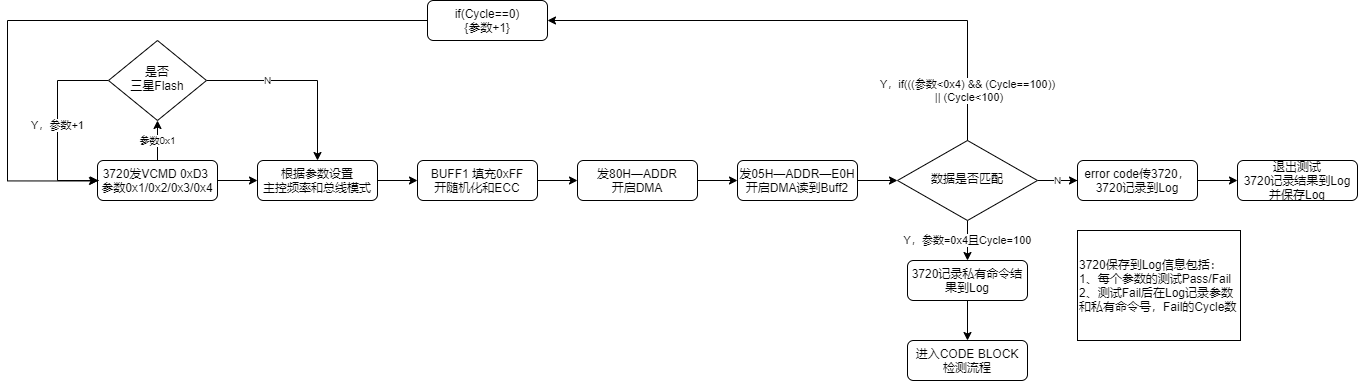 if(Cycle==0)
{参数+1}
是否
三星Flash
N
Y，参数+1
参数0x1
3720发VCMD 0xD3
参数0x1/0x2/0x3/0x4
根据参数设置
主控频率和总线模式
BUFF1 填充0xFF
开随机化和ECC
发80H—ADDR
开启DMA
发05H—ADDR—E0H
开启DMA读到Buff2
Y，if(((参数<0x4) && (Cycle==100))
|| (Cycle<100)
数据是否匹配
N
error code传3720，
3720记录到Log
退出测试
3720记录结果到Log
并保存Log
Y，参数=0x4且Cycle=100
3720记录私有命令结
果到Log
进入CODE BLOCK
检测流程
3720保存到Log信息包括：
1、每个参数的测试Pass/Fail
2、测试Fail后在Log记录参数
和私有命令号，Fail的Cycle数